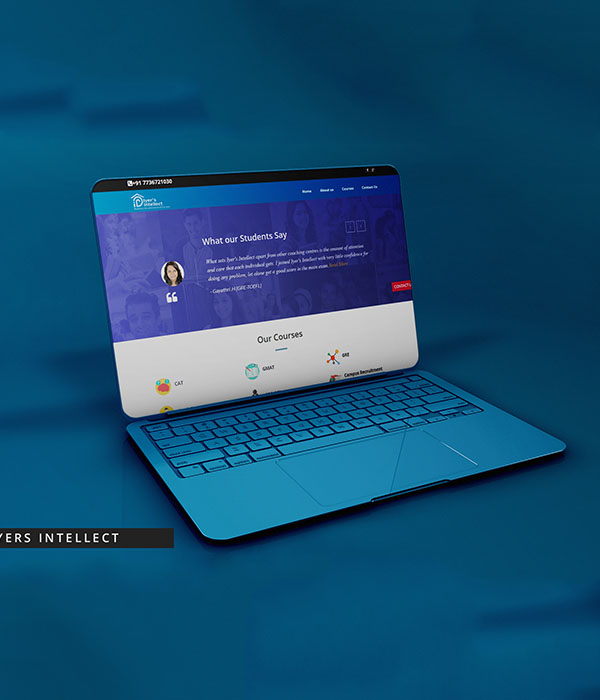 +91 7736721030
Iyer's
Intellect
Home About us Courses Contact Us
What our Students Say
What sets Iyer's Intellect apart from other coaching centres is the amount of attention
and care that each individual gets. I joined Iyer's Intellect with very little confidence for
doing any problem, let alone get a good score in the main exam. Read More
- Gayathri.H [GRE-TOEFL]
CONTACT
Our Courses
CAT
GMAT
GRE
Campus Recruitment
YERS INTELLECT